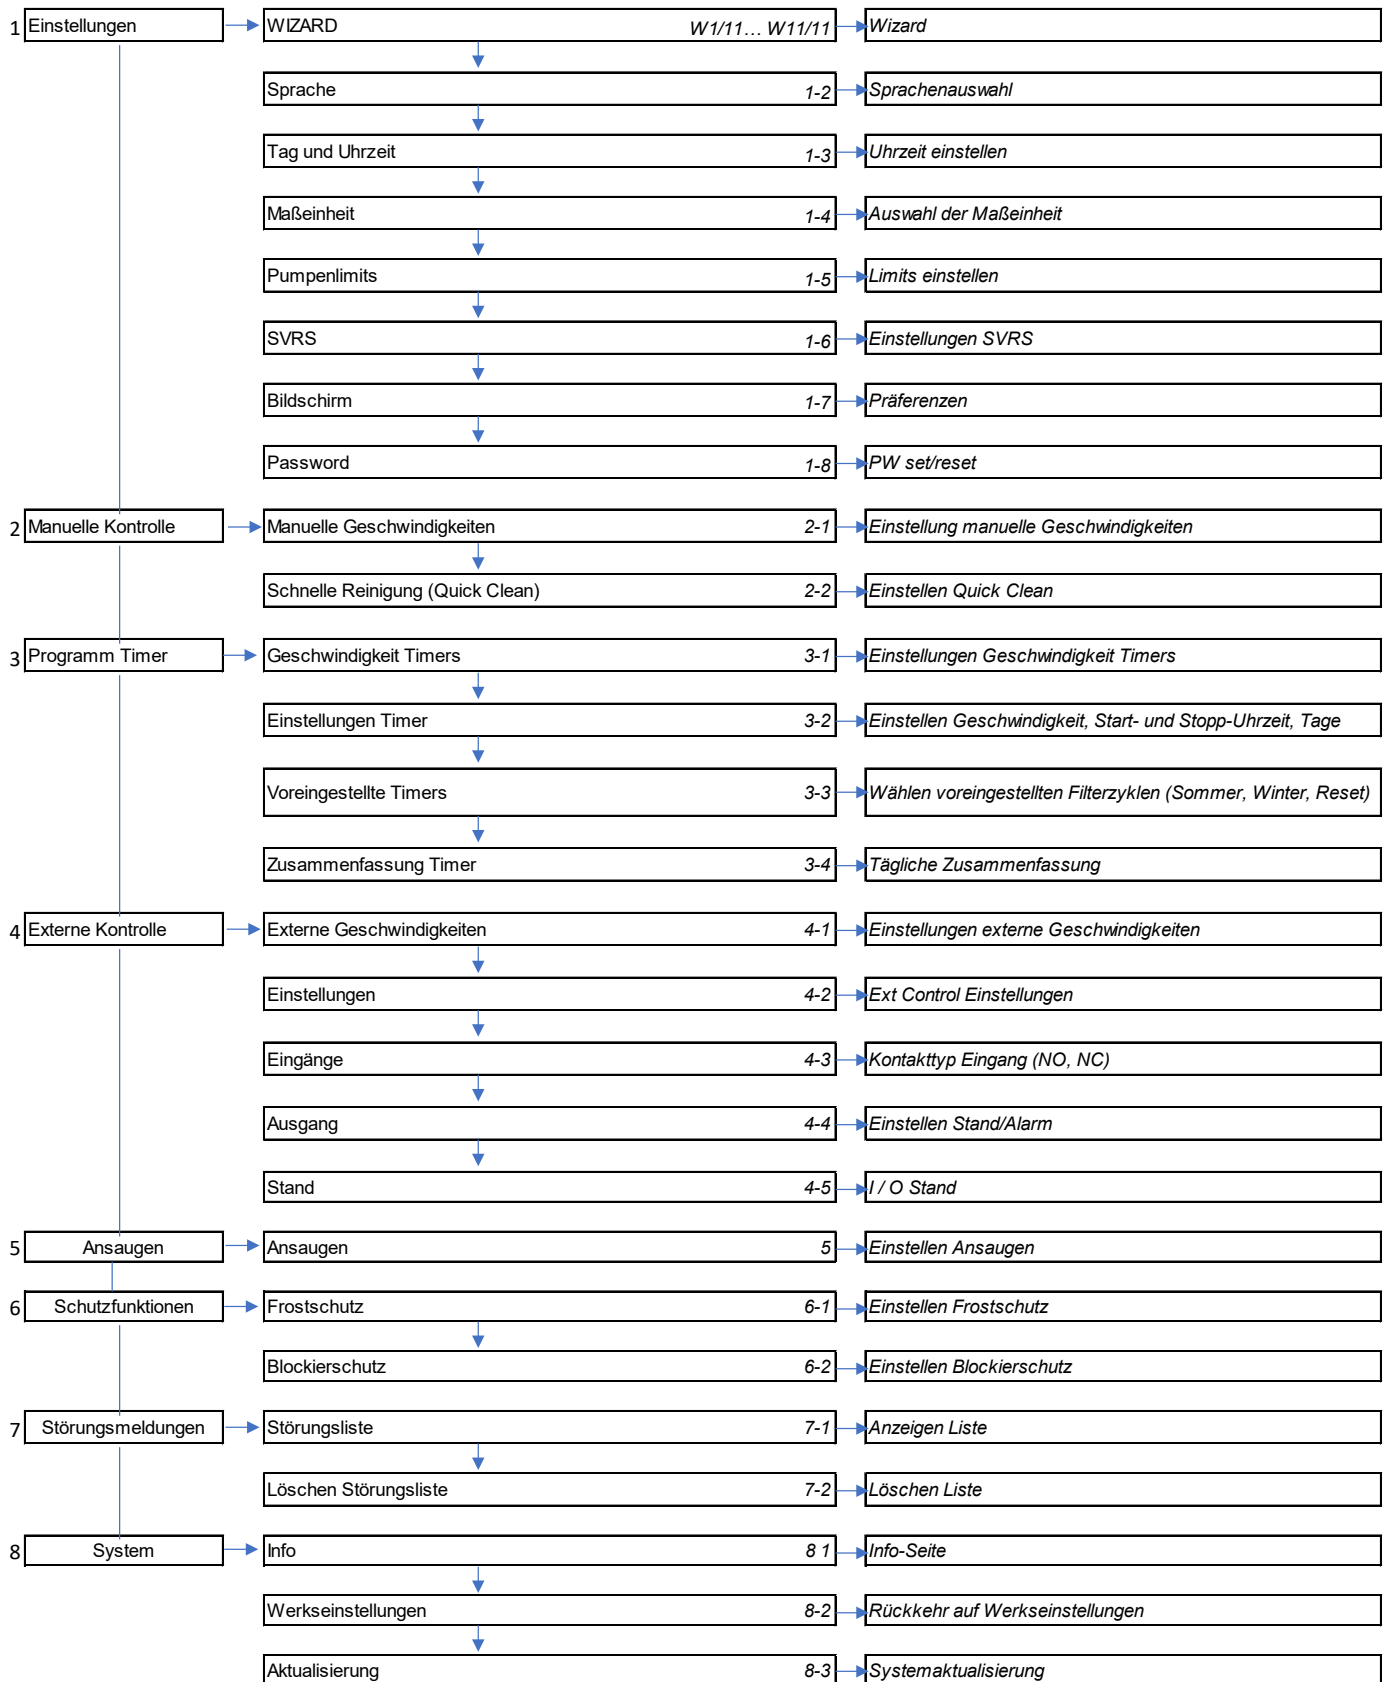 1 Einstellungen WIZARD W1/11… W11/11 Wizard
Sprache 1-2 Sprachenauswahl
Tag und Uhrzeit 1-3 Uhrzeit einstellen
Maßeinheit 1-4 Auswahl der Maßeinheit
Pumpenlimits 1-5 Limits einstellen
SVRS 1-6 Einstellungen SVRS
Bildschirm 1-7 Präferenzen
Password 1-8 PW set/reset
2 Manuelle Kontrolle Manuelle Geschwindigkeiten 2-1 Einstellung manuelle Geschwindigkeiten
Schnelle Reinigung (Quick Clean) 2-2 Einstellen Quick Clean
3 Programm Timer Geschwindigkeit Timers 3-1 Einstellungen Geschwindigkeit Timers
Einstellungen Timer 3-2 Einstellen Geschwindigkeit, Start- und Stopp-Uhrzeit, Tage
Voreingestellte Timers 3-3 Wählen voreingestellten Filterzyklen (Sommer, Winter, Reset)
Zusammenfassung Timer 3-4 Tägliche Zusammenfassung
4 Externe Kontrolle Externe Geschwindigkeiten 4-1 Einstellungen externe Geschwindigkeiten
Einstellungen 4-2 Ext Control Einstellungen
Eingänge 4-3 Kontakttyp Eingang (NO, NC)
Ausgang 4-4 Einstellen Stand/Alarm
Stand 4-5 I / O Stand
5 Ansaugen Ansaugen 5 Einstellen Ansaugen
6 Schutzfunktionen Frostschutz 6-1 Einstellen Frostschutz
Blockierschutz 6-2 Einstellen Blockierschutz
7 Störungsmeldungen Störungsliste 7-1 Anzeigen Liste
Löschen Störungsliste 7-2 Löschen Liste
8 System Info 8 1 Info-Seite
Werkseinstellungen 8-2 Rückkehr auf Werkseinstellungen
Aktualisierung 8-3 Systemaktualisierung